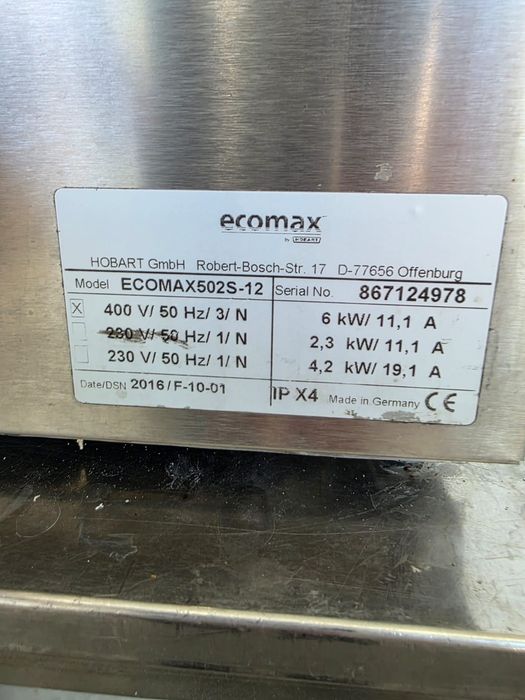 ecomax
by HOBART
HOBART GmbH Robert-Bosch-Str. 17 D-77656 Offenburg
Model ECOMAX502S-12 Serial No. 867124978
X 400 V/ 50 Hz/ 3/ N 6 kW/ 11,1 A
230 V/ 50 Hz/ 1/ N 2,3 kW/ 11,1 A
230 V/ 50 Hz/ 1/ N 4,2 kW/ 19,1 A
Date/DSN 2016/F-10-01 IP X4 Made in Germany CE